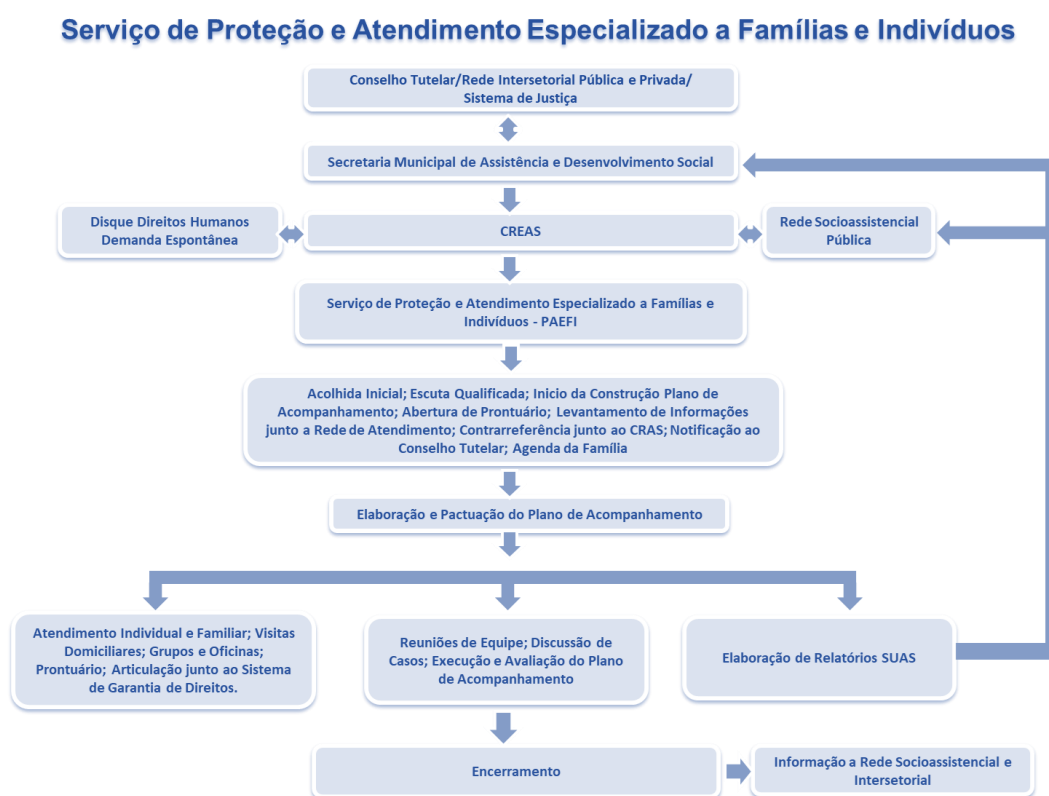 Serviço de Proteção e Atendimento Especializado a Famílias e Indivíduos
Conselho Tutelar/Rede Intersetorial Pública e Privada/
Sistema de Justiça
Secretaria Municipal de Assistência e Desenvolvimento Social
Disque Direitos Humanos
Demanda Espontânea
CREAS
Rede Socioassistencial
Pública
Serviço de Proteção e Atendimento Especializado a Famílias e
Indivíduos - PAEFI
Acolhida Inicial; Escuta Qualificada; Inicio da Construção Plano de
Acompanhamento; Abertura de Prontuário; Levantamento de Informações
junto a Rede de Atendimento; Contrarreferência junto ao CRAS; Notificação ao
Conselho Tutelar; Agenda da Família
Elaboração e Pactuação do Plano de Acompanhamento
Atendimento Individual e Familiar; Visitas
Domiciliares; Grupos e Oficinas;
Prontuário; Articulação junto ao Sistema
de Garantia de Direitos.
Reuniões de Equipe; Discussão de
Casos; Execução e Avaliação do Plano
de Acompanhamento
Elaboração de Relatórios SUAS
Encerramento
Informação a Rede Socioassistencial e
Intersetorial